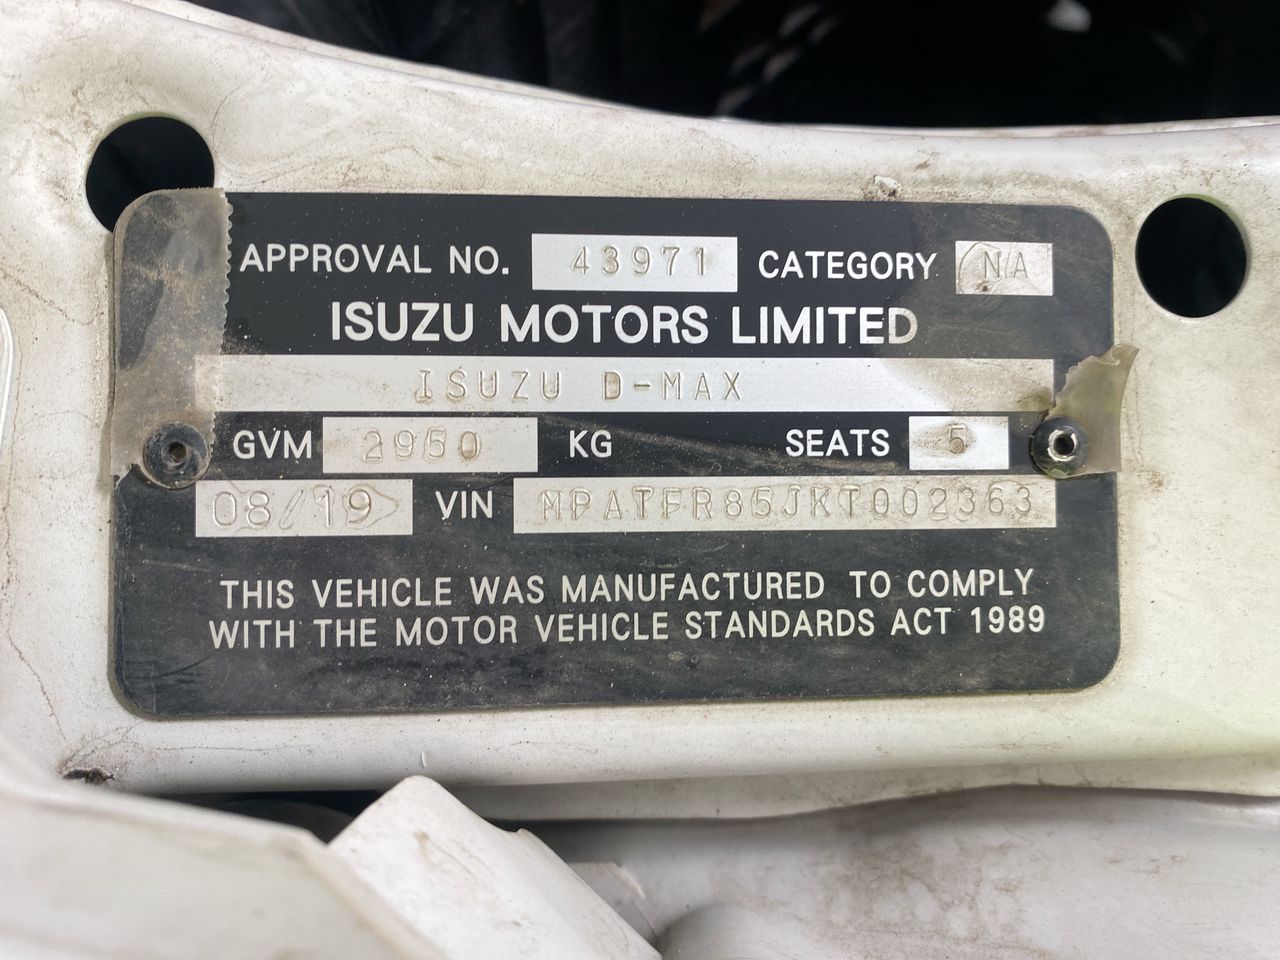 APPROVAL NO. 43971 CATEGORY NA
ISUZU MOTORS LIMITED
ISUZU D-MAX
GVM 2950 KG SEATS 5
08/19 VIN MPATFR85JKT002363
THIS VEHICLE WAS MANUFACTURED TO COMPLY
WITH THE MOTOR VEHICLE STANDARDS ACT 1989